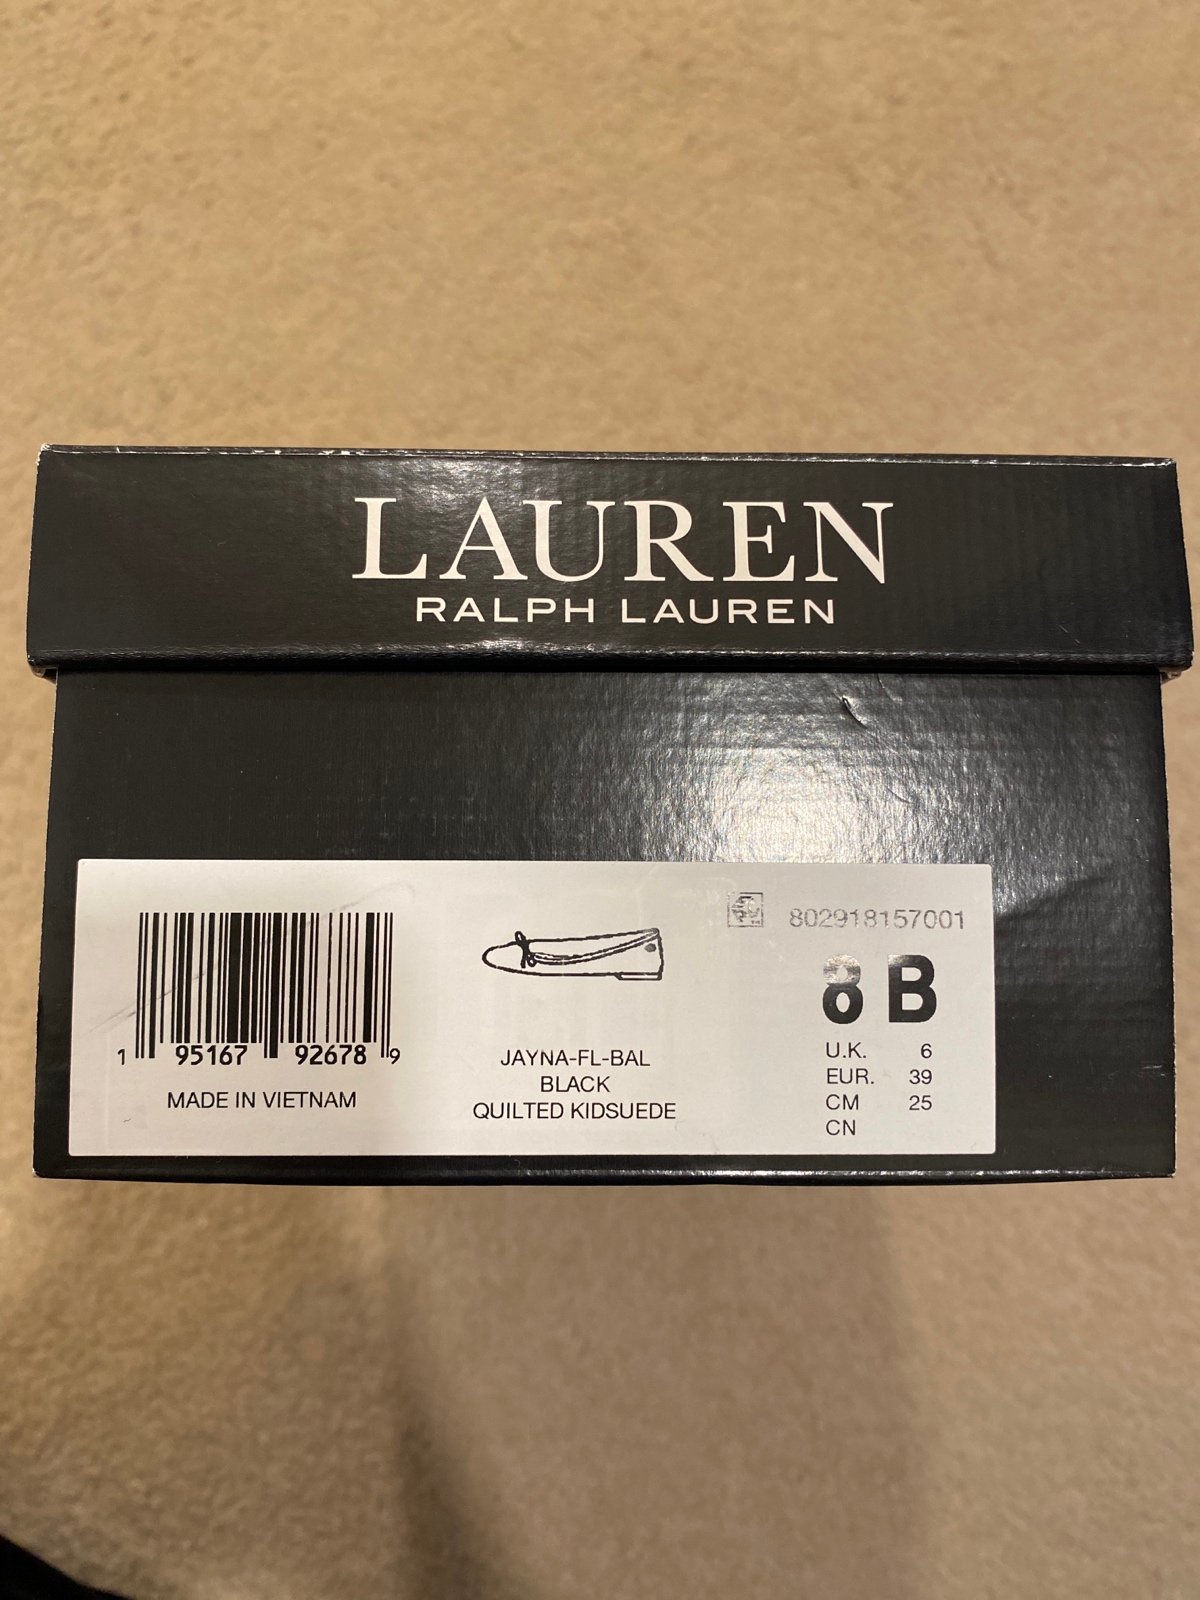 LAUREN
RALPH LAUREN
802918157001
8 B
1 95167 92678 9
MADE IN VIETNAM
JAYNA-FL-BAL
BLACK
QUILTED KIDSUEDE
U.K. 6
EUR. 39
CM 25
CN